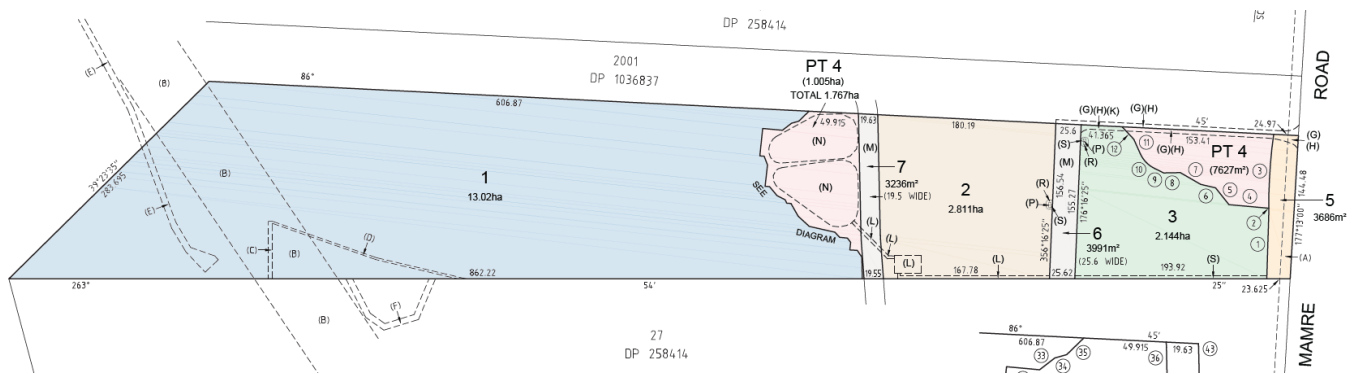 DP 258414
2001
DP 1036837
86°
606.87
PT 4
(1.005ha)
TOTAL 1.767ha
49.915
19.63
180.19
(G)(H)(K)
(G)(H)
45'
24.97
ROAD
(E)
(B)
(N)
(M)
25.6
41.365
153.41
(G)(H)
(G)
(H)
(S)
(P)
(R)
(M)
12
11
10
9
8
7
6
5
4
3
2
1
PT 4
(7627m²)
39°23'35"
283.695
(B)
(E)
1
13.02ha
(N)
SEE
DIAGRAM
7
3236m²
(19.5 WIDE)
(L)
(L)
(L)
2
2.811ha
(R)
(P)
(S)
156.54
155.27
176°16'25"
356°16'25"
6
3991m²
(25.6 WIDE)
3
2.144ha
144.48
177°13'00"
5
3686m²
(A)
(C)
(B)
(D)
862.22
19.55
167.78
(L)
25.62
193.92
(S)
263°
54'
25"
23.625
(F)
(B)
27
DP 258414
MAMRE
86°
606.87
33
34
35
45'
49.915
36
19.63
43